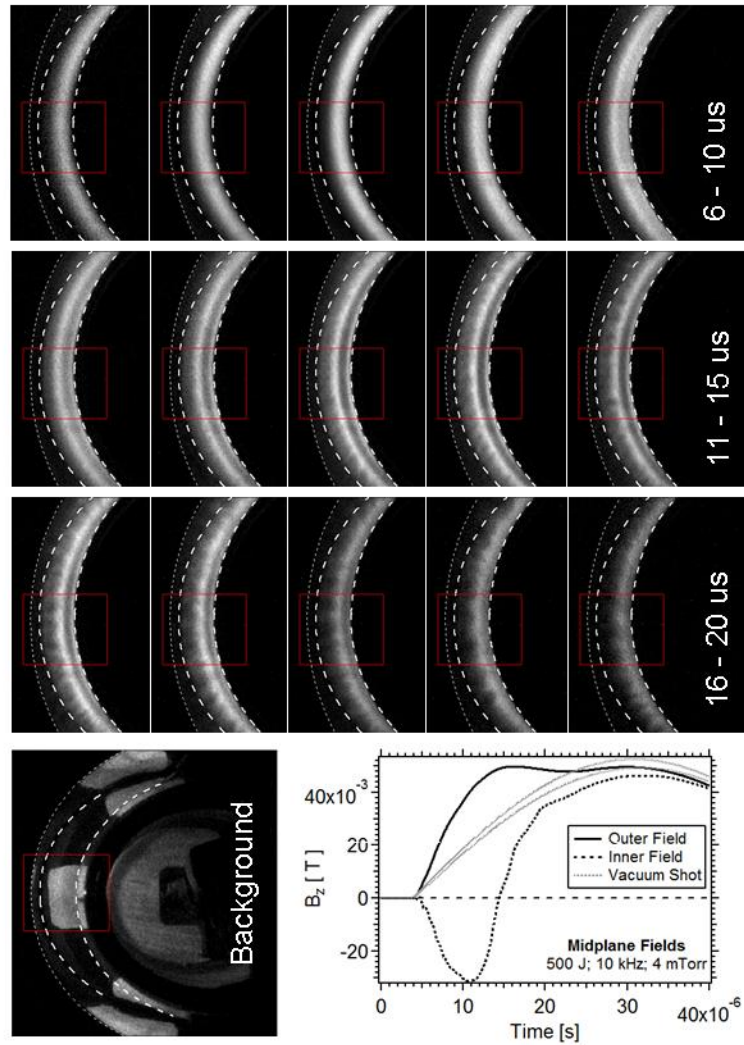 6 - 10 us
11 - 15 us
16 - 20 us
Background
40x10⁻³
20
0
-20
B_z [ T ]
Outer Field
Inner Field
Vacuum Shot
Midplane Fields
500 J; 10 kHz; 4 mTorr
0
10
20
30
40x10⁻⁶
Time [s]